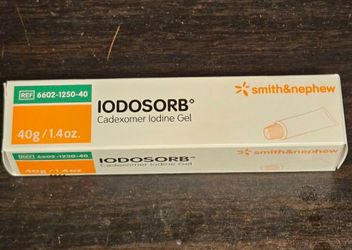 REF 6602-1250-40
smith&nephew
IODOSORB°
Cadexomer Iodine Gel
40g/1.4oz.
REF 6602-1250-40
IODOSORB°
smith&nephew
Cadexomer Iodine Gel
40g/1.4oz